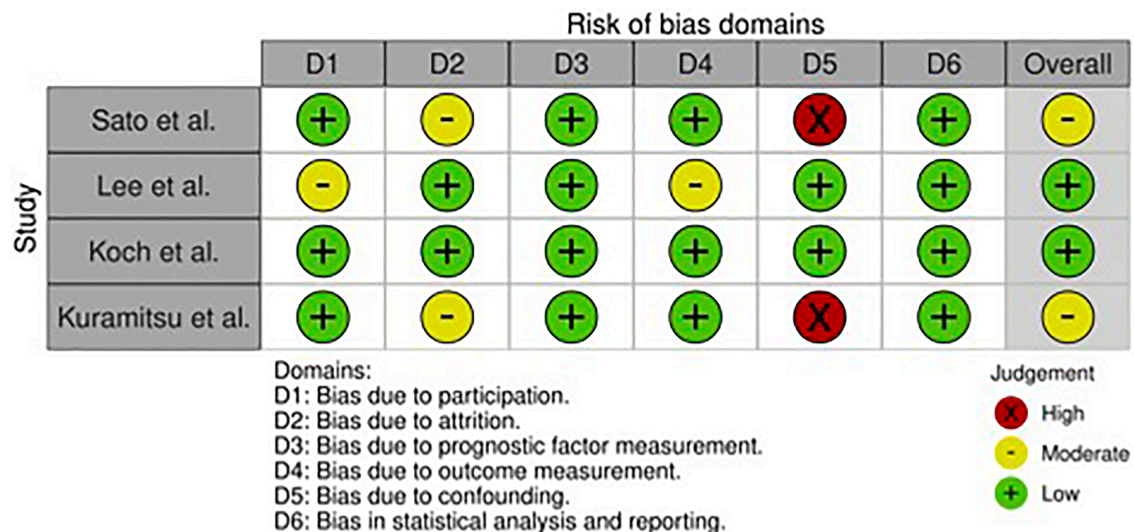 Risk of bias domains
D1 D2 D3 D4 D5 D6 Overall
Study
Sato et al. + - + + X + -
Lee et al. - + + - + + +
Koch et al. + + + + + + +
Kuramitsu et al. + - + + X + -
Domains:
D1: Bias due to participation.
D2: Bias due to attrition.
D3: Bias due to prognostic factor measurement.
D4: Bias due to outcome measurement.
D5: Bias due to confounding.
D6: Bias in statistical analysis and reporting.
Judgement
X High
- Moderate
+ Low